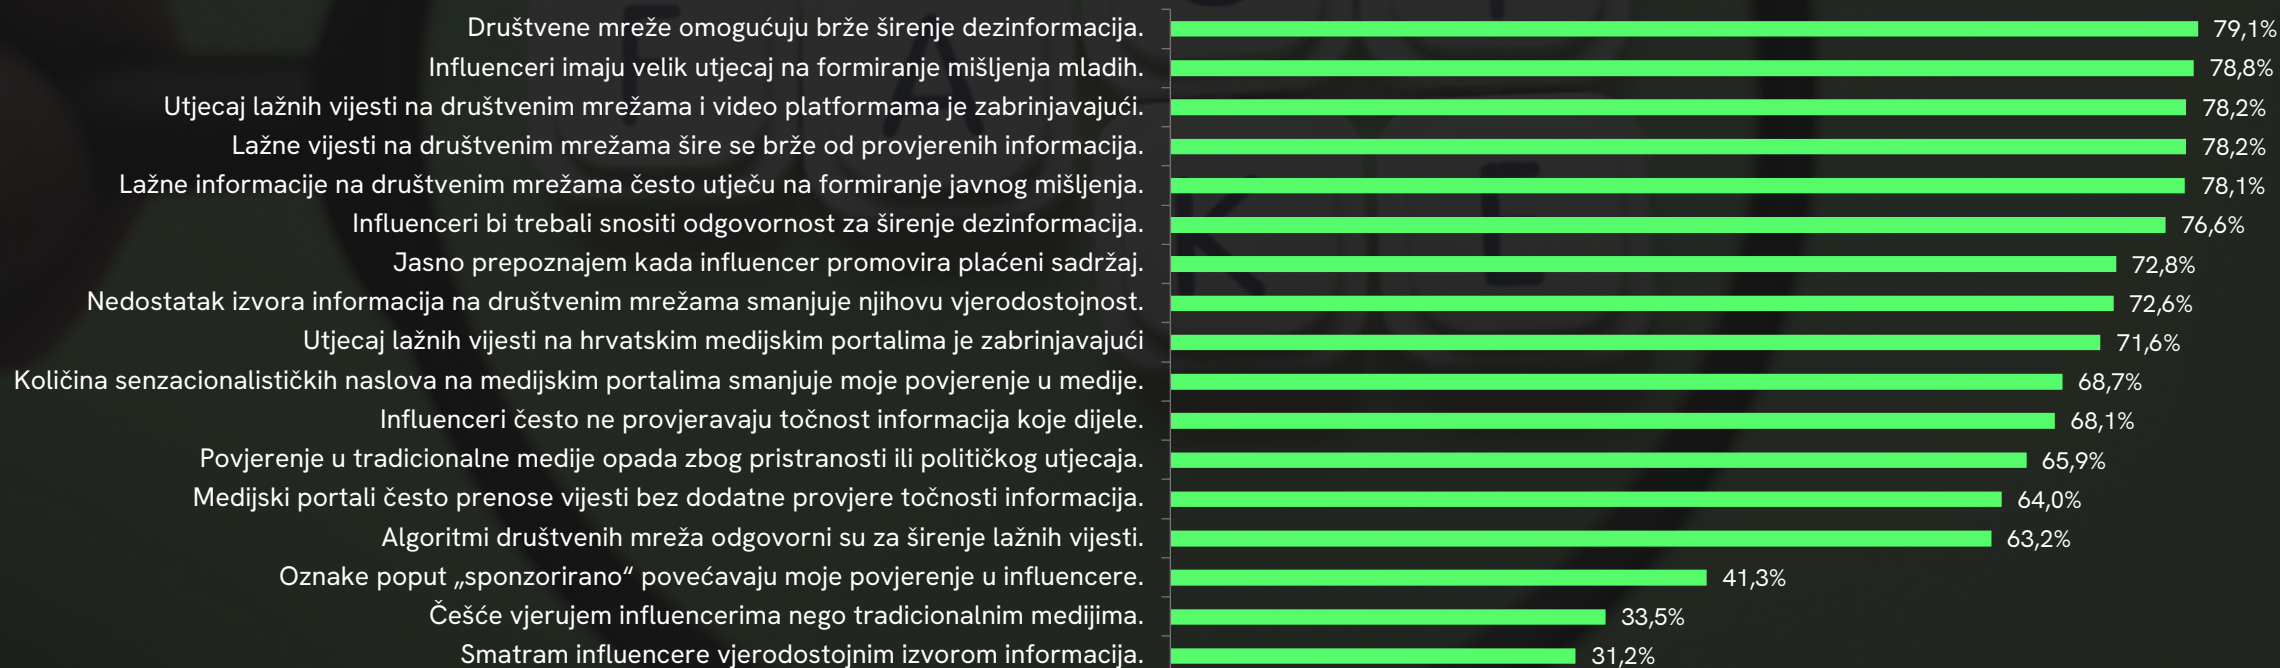 Društvene mreže omogućuju brže širenje dezinformacija. 79,1%
Influenceri imaju velik utjecaj na formiranje mišljenja mladih. 78,8%
Utjecaj lažnih vijesti na društvenim mrežama i video platformama je zabrinjavajući. 78,2%
Lažne vijesti na društvenim mrežama šire se brže od provjerenih informacija. 78,2%
Lažne informacije na društvenim mrežama često utječu na formiranje javnog mišljenja. 78,1%
Influenceri bi trebali snositi odgovornost za širenje dezinformacija. 76,6%
Jasno prepoznajem kada influencer promovira plaćeni sadržaj. 72,8%
Nedostatak izvora informacija na društvenim mrežama smanjuje njihovu vjerodostojnost. 72,6%
Utjecaj lažnih vijesti na hrvatskim medijskim portalima je zabrinjavajući 71,6%
Količina senzacionalističkih naslova na medijskim portalima smanjuje moje povjerenje u medije. 68,7%
Influenceri često ne provjeravaju točnost informacija koje dijele. 68,1%
Povjerenje u tradicionalne medije opada zbog pristranosti ili političkog utjecaja. 65,9%
Medijski portali često prenose vijesti bez dodatne provjere točnosti informacija. 64,0%
Algoritmi društvenih mreža odgovorni su za širenje lažnih vijesti. 63,2%
Oznake poput „sponzorirano“ povećavaju moje povjerenje u influencere. 41,3%
Češće vjerujem influencerima nego tradicionalnim medijima. 33,5%
Smatram influencere vjerodostojnim izvorom informacija. 31,2%
F
A
K
E